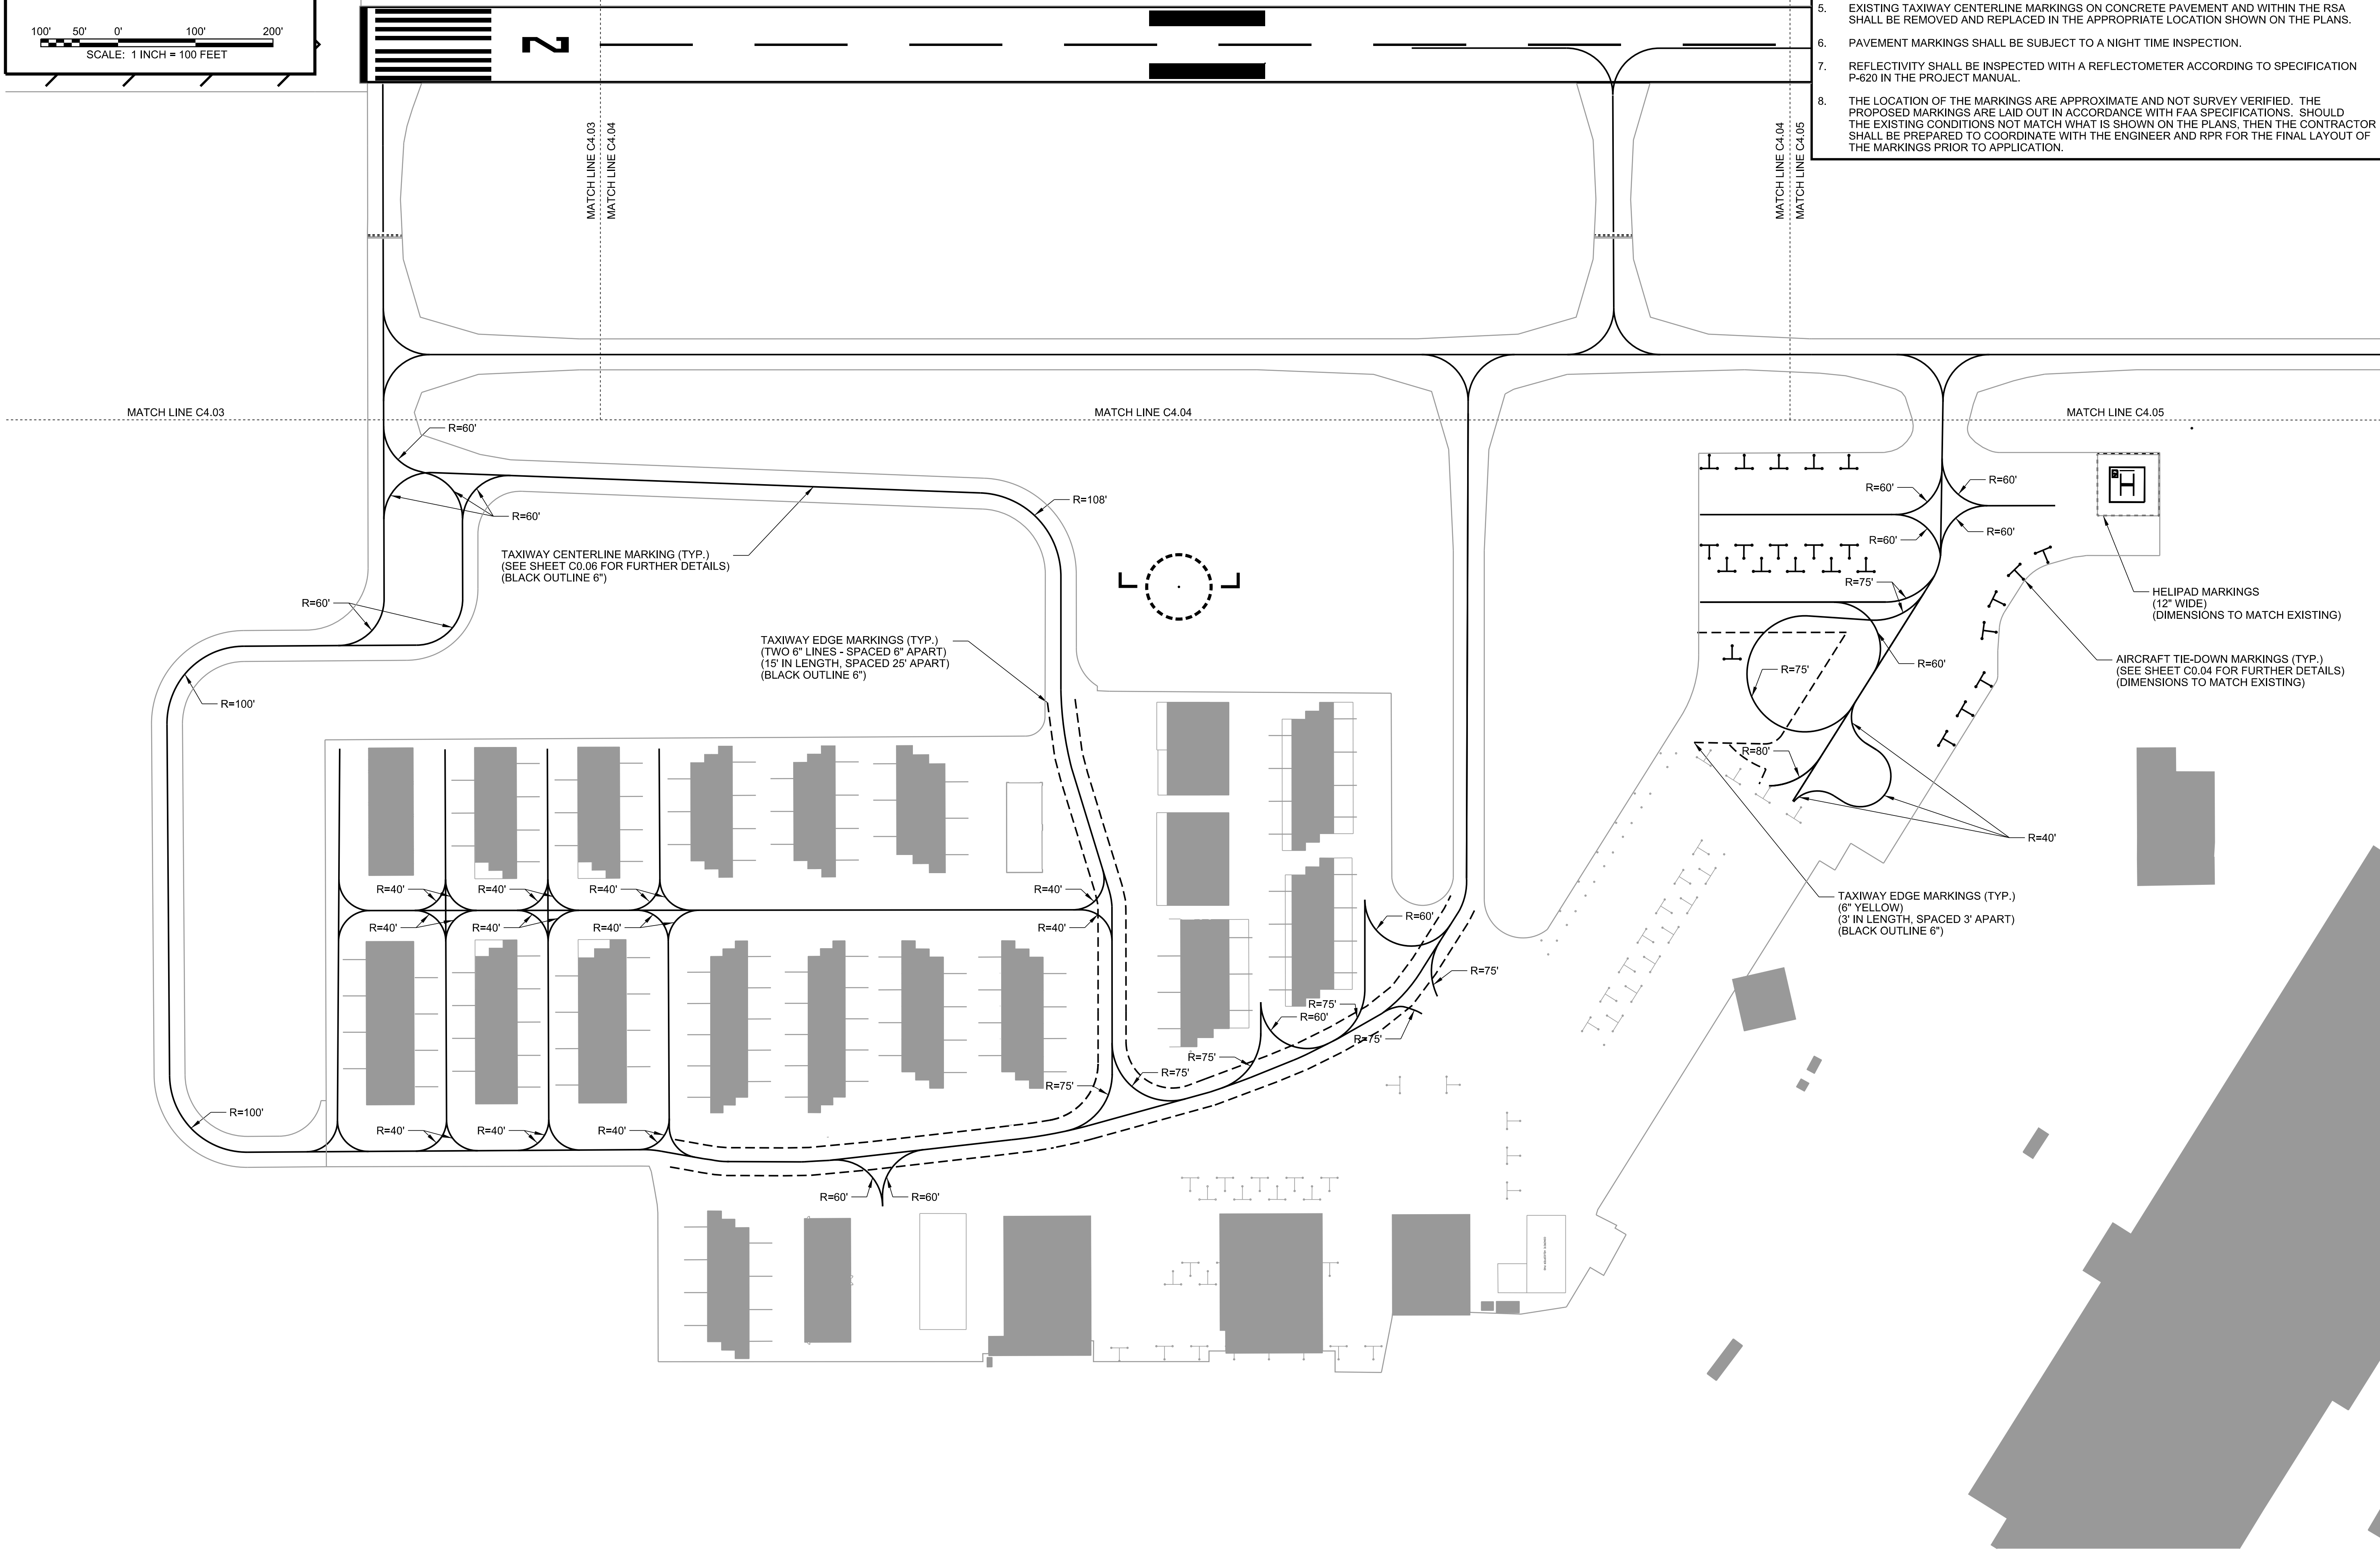 100' 50' 0' 100' 200'
SCALE: 1 INCH = 100 FEET
2
5. EXISTING TAXIWAY CENTERLINE MARKINGS ON CONCRETE PAVEMENT AND WITHIN THE RSA
SHALL BE REMOVED AND REPLACED IN THE APPROPRIATE LOCATION SHOWN ON THE PLANS.
6. PAVEMENT MARKINGS SHALL BE SUBJECT TO A NIGHT TIME INSPECTION.
7. REFLECTIVITY SHALL BE INSPECTED WITH A REFLECTOMETER ACCORDING TO SPECIFICATION
P-620 IN THE PROJECT MANUAL.
8. THE LOCATION OF THE MARKINGS ARE APPROXIMATE AND NOT SURVEY VERIFIED. THE
PROPOSED MARKINGS ARE LAID OUT IN ACCORDANCE WITH FAA SPECIFICATIONS. SHOULD
THE EXISTING CONDITIONS NOT MATCH WHAT IS SHOWN ON THE PLANS, THEN THE CONTRACTOR
SHALL BE PREPARED TO COORDINATE WITH THE ENGINEER AND RPR FOR THE FINAL LAYOUT OF
THE MARKINGS PRIOR TO APPLICATION.
MATCH LINE C4.03
MATCH LINE C4.04
MATCH LINE C4.04
MATCH LINE C4.05
MATCH LINE C4.03
MATCH LINE C4.04
MATCH LINE C4.05
R=60'
R=60'
R=108'
TAXIWAY CENTERLINE MARKING (TYP.)
(SEE SHEET C0.06 FOR FURTHER DETAILS)
(BLACK OUTLINE 6")
R=60'
R=100'
TAXIWAY EDGE MARKINGS (TYP.)
(TWO 6" LINES - SPACED 6" APART)
(15' IN LENGTH, SPACED 25' APART)
(BLACK OUTLINE 6")
R=60'
R=60'
R=60'
R=60'
R=75'
H
HELIPAD MARKINGS
(12" WIDE)
(DIMENSIONS TO MATCH EXISTING)
AIRCRAFT TIE-DOWN MARKINGS (TYP.)
(SEE SHEET C0.04 FOR FURTHER DETAILS)
(DIMENSIONS TO MATCH EXISTING)
R=75'
R=60'
R=80'
R=40'
TAXIWAY EDGE MARKINGS (TYP.)
(6" YELLOW)
(3' IN LENGTH, SPACED 3' APART)
(BLACK OUTLINE 6")
R=40'
R=40'
R=40'
R=40'
R=40'
R=40'
R=40'
R=40'
R=60'
R=75'
R=75'
R=60'
R=75'
R=75'
R=75'
R=75'
R=100'
R=40'
R=40'
R=40'
R=60'
R=60'